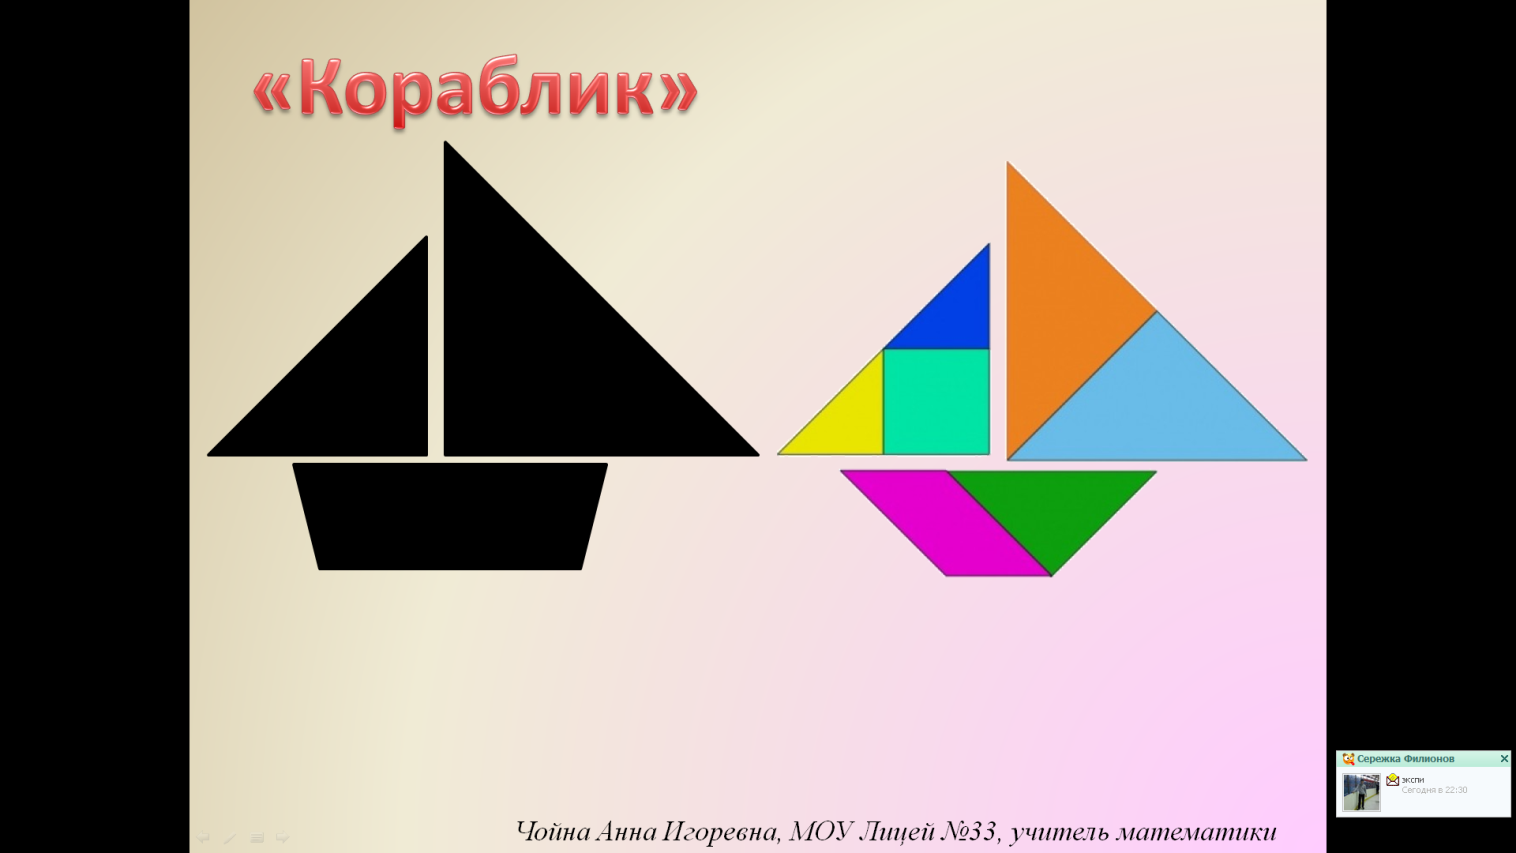 «Кораблик»
Сережка Филионов
экспи
Сегодня в 22:30
Чойна Анна Игоревна, МОУ Лицей №33, учитель математики